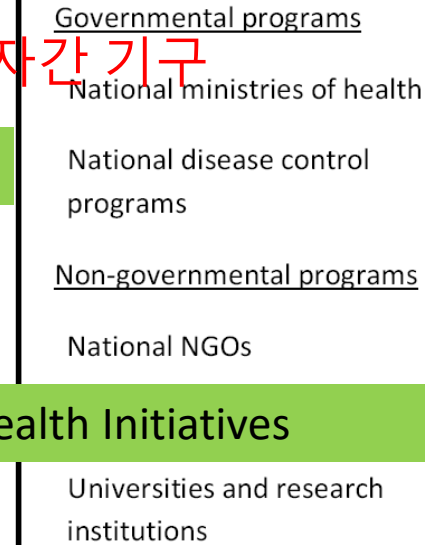 Governmental programs
자간 기구
National ministries of health
National disease control
programs
Non-governmental programs
National NGOs
ealth Initiatives
Universities and research
institutions